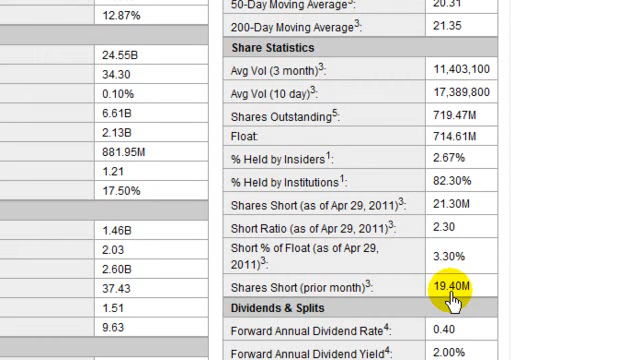 12.87%
24.55B
34.30
0.10%
6.61B
2.13B
881.95M
1.21
17.50%
1.46B
2.03
2.60B
37.43
1.51
9.63
50-Day Moving Average³: 20.31
200-Day Moving Average³: 21.35
Share Statistics
Avg Vol (3 month)³: 11,403,100
Avg Vol (10 day)³: 17,389,800
Shares Outstanding⁵: 719.47M
Float: 714.61M
% Held by Insiders¹: 2.67%
% Held by Institutions¹: 82.30%
Shares Short (as of Apr 29, 2011)³: 21.30M
Short Ratio (as of Apr 29, 2011)³: 2.30
Short % of Float (as of Apr 29,
2011)³: 3.30%
Shares Short (prior month)³: 19.40M
Dividends & Splits
Forward Annual Dividend Rate⁴: 0.40
Forward Annual Dividend Yield⁴: 2.00%